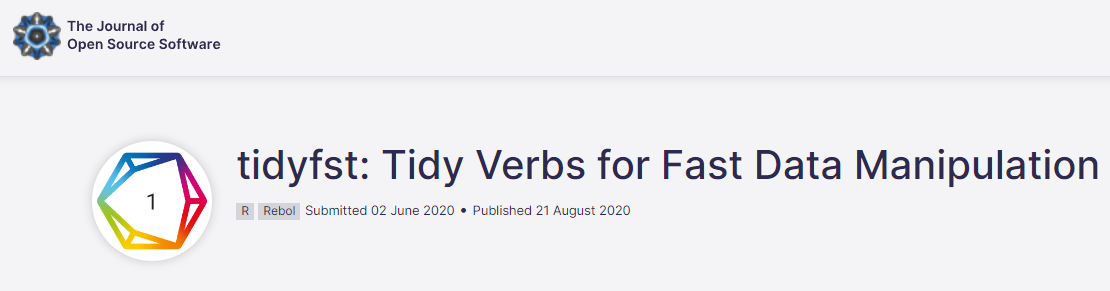 The Journal of
Open Source Software
tidyfst: Tidy Verbs for Fast Data Manipulation
1
R Rebol Submitted 02 June 2020 • Published 21 August 2020